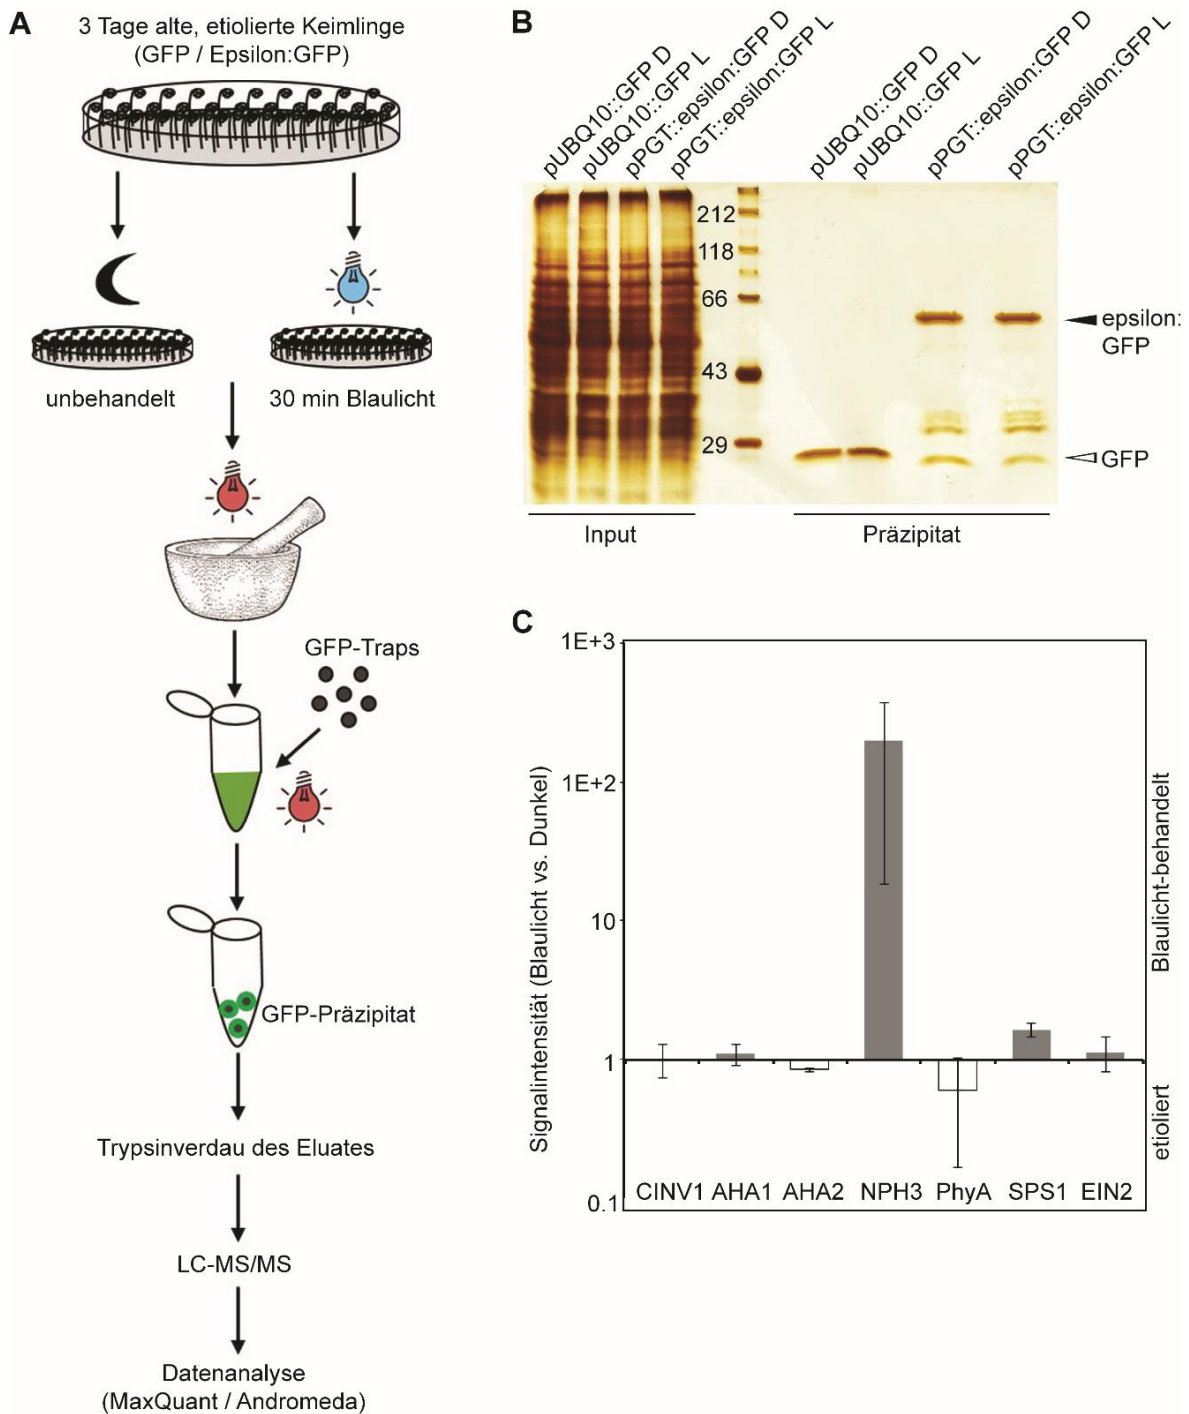 A
3 Tage alte, etiolierte Keimlinge
(GFP / Epsilon:GFP)
unbehandelt
30 min Blaulicht
GFP-Traps
GFP-Präzipitat
Trypsinverdau des Eluates
LC-MS/MS
Datenanalyse
(MaxQuant / Andromeda)
B
pUBQ10::GFP D
pUBQ10::GFP L
pPGT::epsilon:GFP D
pPGT::epsilon:GFP L
pUBQ10::GFP D
pUBQ10::GFP L
pPGT::epsilon:GFP D
pPGT::epsilon:GFP L
212
118
66
43
29
epsilon:
GFP
GFP
Input
Präzipitat
C
Signalintensität (Blaulicht vs. Dunkel)
1E+3
1E+2
10
1
0.1
CINV1 AHA1 AHA2 NPH3 PhyA SPS1 EIN2
Blaulicht-behandelt
etioliert